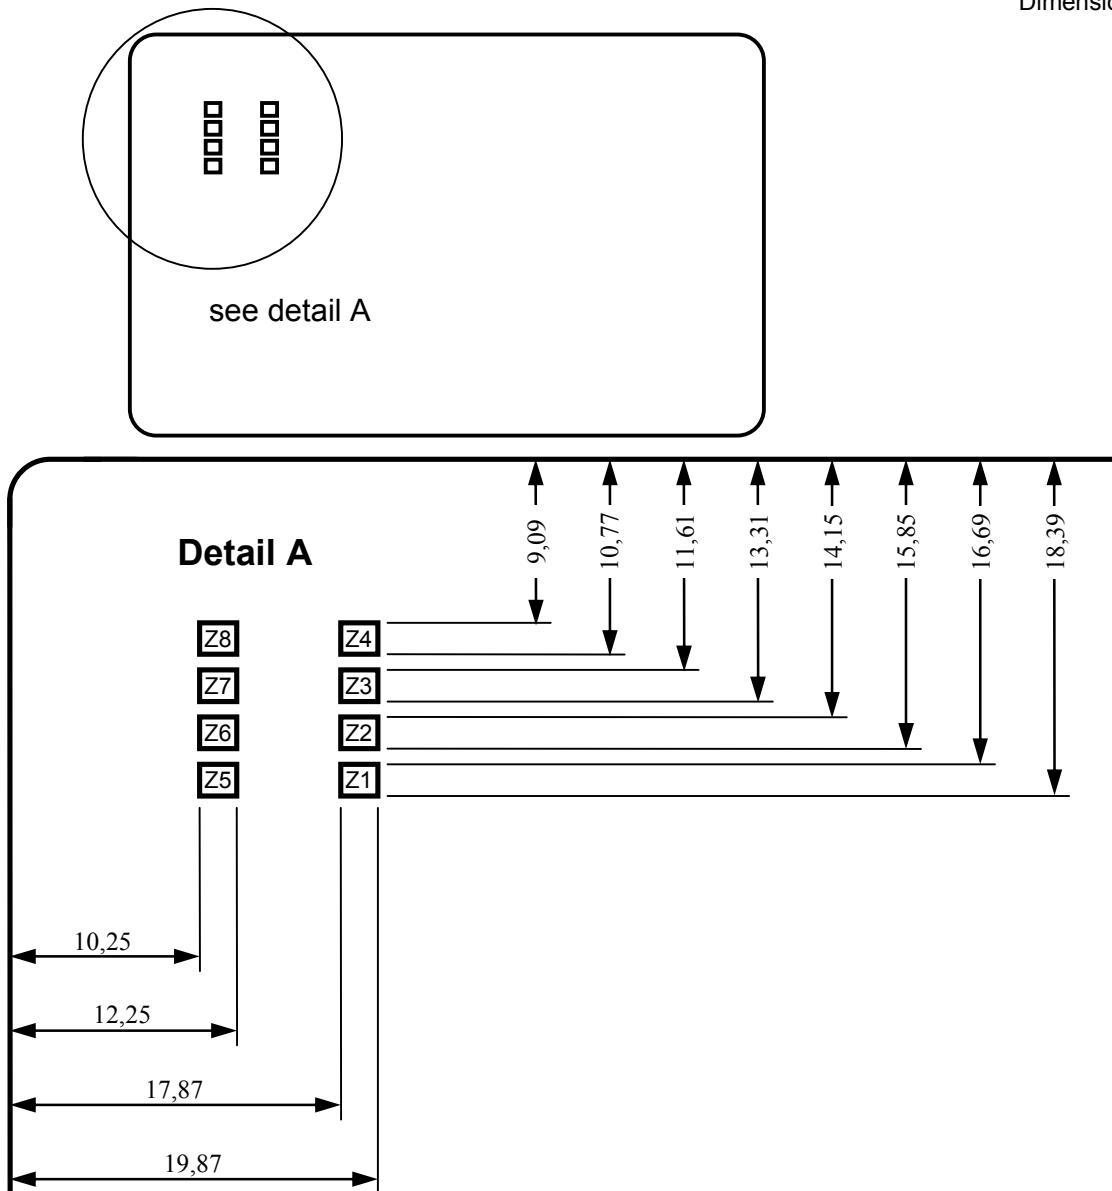 Dimensio
see detail A
9,09
10,77
11,61
13,31
14,15
15,85
16,69
18,39
Detail A
Z8 Z4
Z7 Z3
Z6 Z2
Z5 Z1
10,25
12,25
17,87
19,87